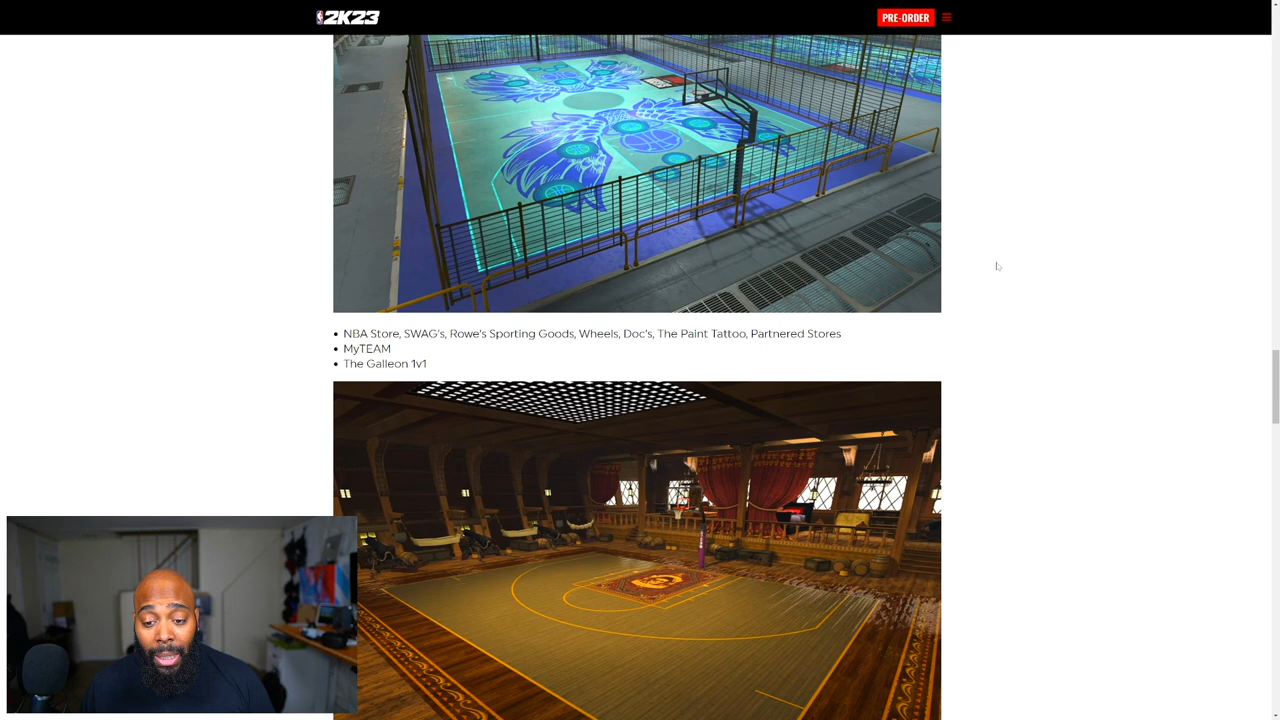 2K23
PRE-ORDER
NBA Store, SWAG's, Rowe's Sporting Goods, Wheels, Doc's, The Paint Tattoo, Partnered Stores
MyTEAM
The Galleon 1v1